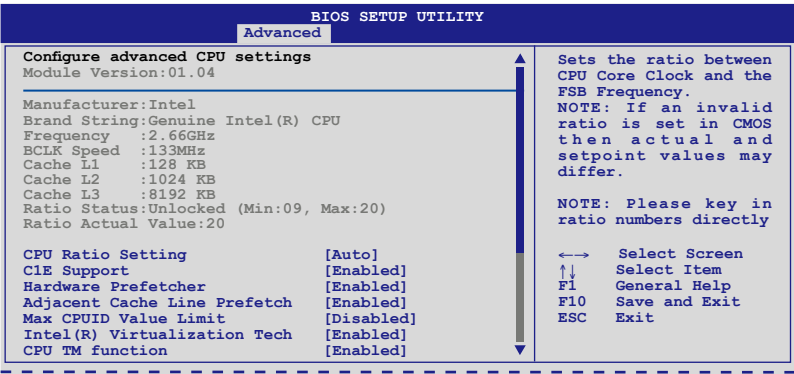 BIOS SETUP UTILITY
Advanced
Configure advanced CPU settings
Module Version:01.04
Manufacturer:Intel
Brand String:Genuine Intel(R) CPU
Frequency :2.66GHz
BCLK Speed :133MHz
Cache L1 :128 KB
Cache L2 :1024 KB
Cache L3 :8192 KB
Ratio Status:Unlocked (Min:09, Max:20)
Ratio Actual Value:20
CPU Ratio Setting [Auto]
C1E Support [Enabled]
Hardware Prefetcher [Enabled]
Adjacent Cache Line Prefetch [Enabled]
Max CPUID Value Limit [Disabled]
Intel(R) Virtualization Tech [Enabled]
CPU TM function [Enabled]
Sets the ratio between
CPU Core Clock and the
FSB Frequency.
NOTE: If an invalid
ratio is set in CMOS
then actual and
setpoint values may
differ.
NOTE: Please key in
ratio numbers directly
←→ Select Screen
↑↓ Select Item
F1 General Help
F10 Save and Exit
ESC Exit